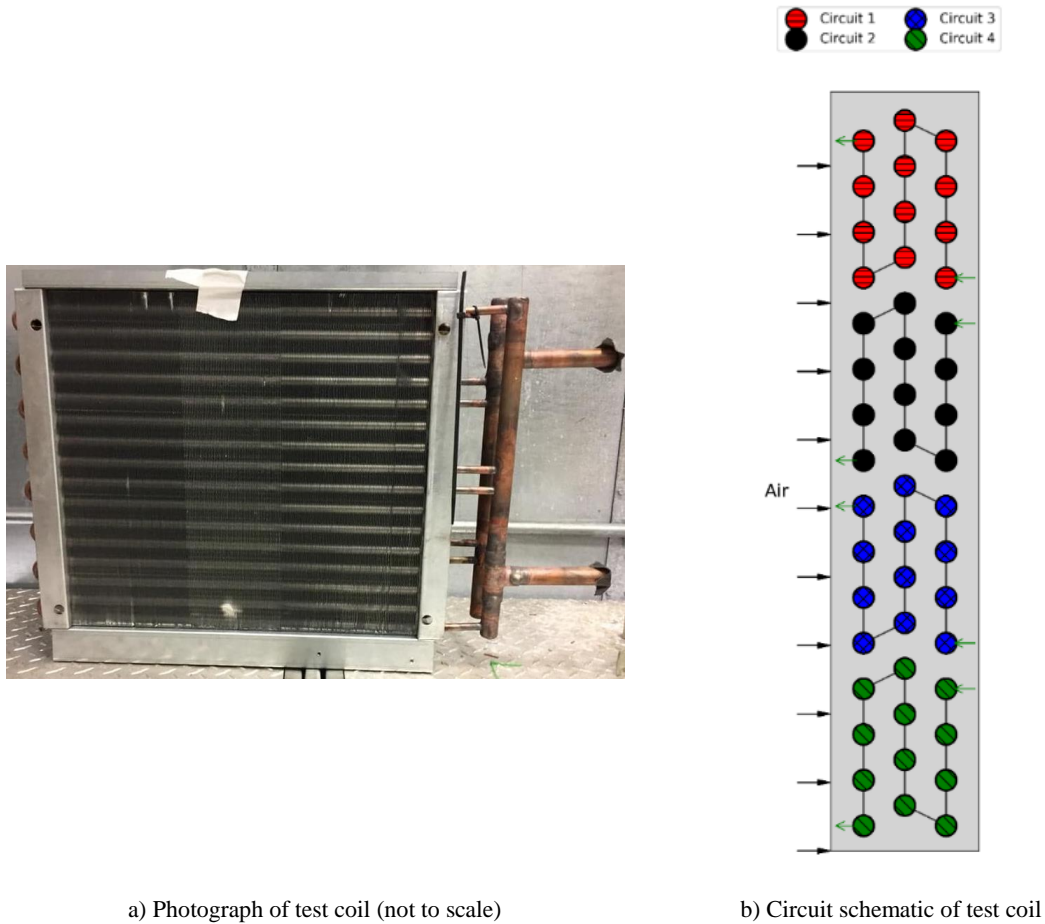 Circuit 1 Circuit 3
Circuit 2 Circuit 4
Air
a) Photograph of test coil (not to scale) b) Circuit schematic of test coil